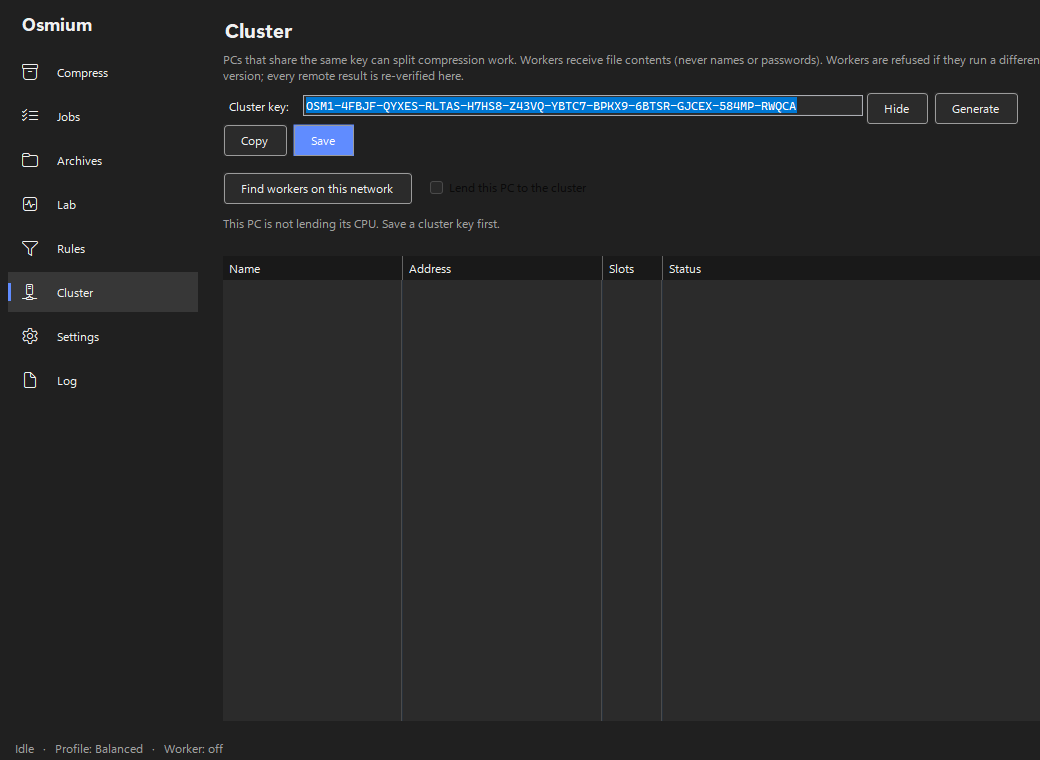 Osmium
Compress
Jobs
Archives
Lab
Rules
Cluster
Settings
Log
Cluster
PCs that share the same key can split compression work. Workers receive file contents (never names or passwords). Workers are refused if they run a differen
version; every remote result is re-verified here.
Cluster key: OSM1-4FBJF-QYXES-RLTAS-H7HS8-Z43VQ-YBTC7-BPKX9-6BTSR-GJCEX-584MP-RWQCA Hide Generate
Copy Save
Find workers on this network Lend this PC to the cluster
This PC is not lending its CPU. Save a cluster key first.
Name Address Slots Status
Idle · Profile: Balanced · Worker: off